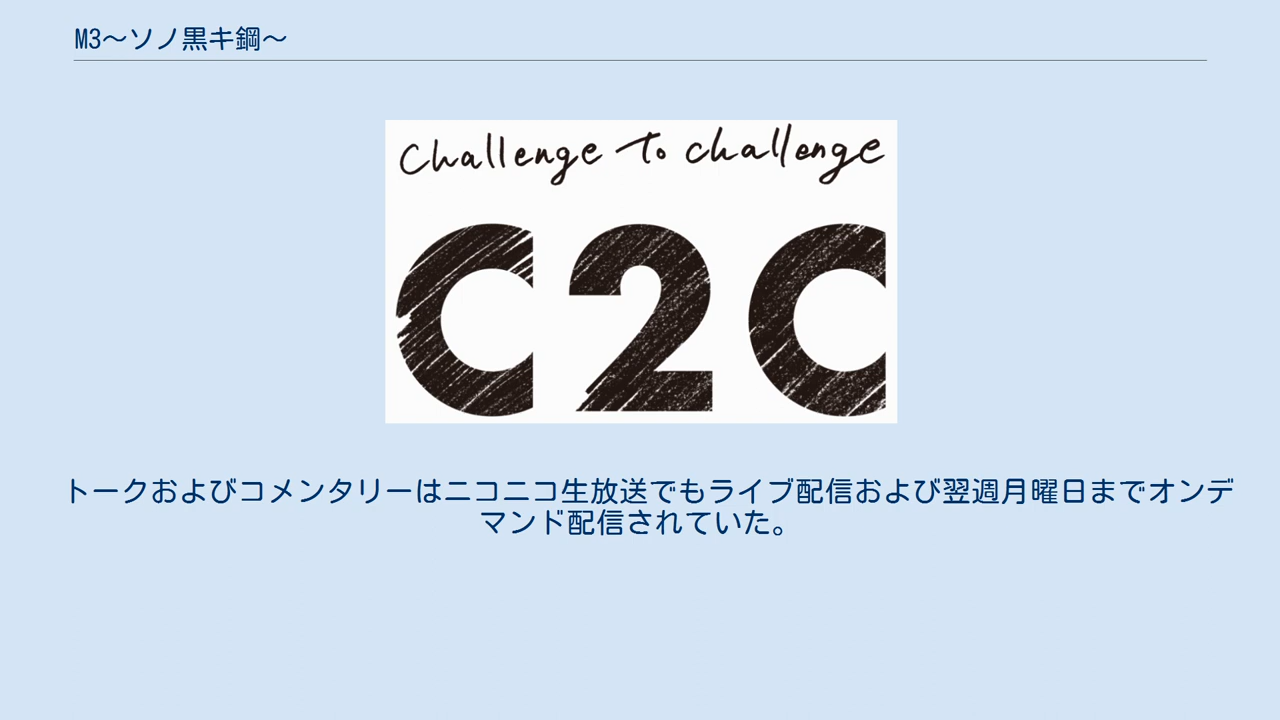 M3～ソノ黒キ鋼～
Challenge To challenge
C2C
トークおよびコメンタリーはニコニコ生放送でもライブ配信および翌週月曜日までオンデ
マンド配信されていた。